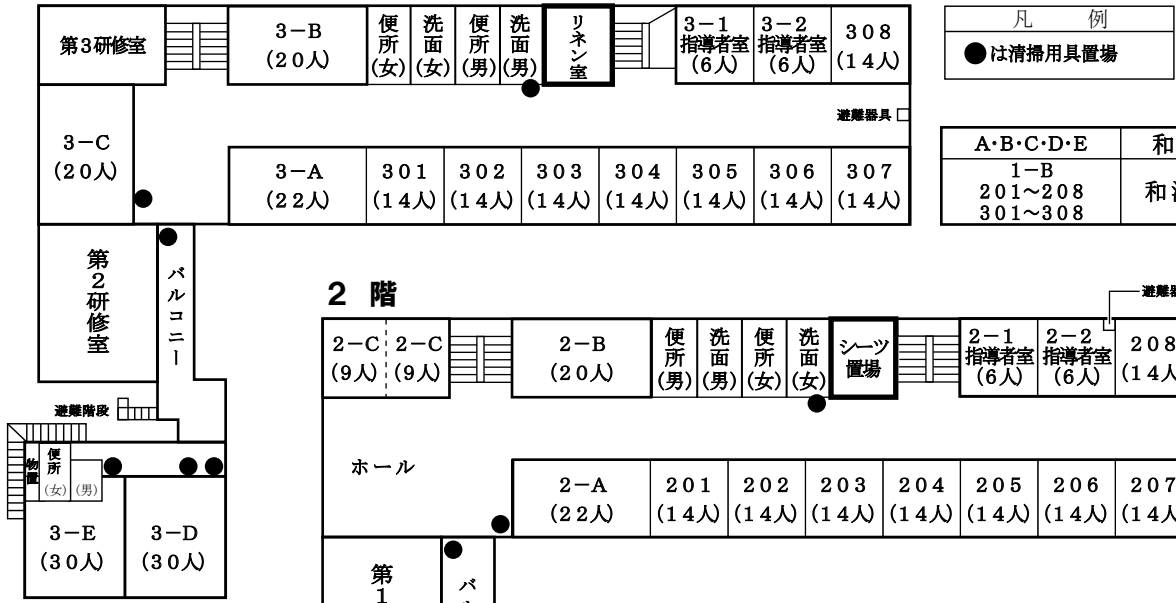 第3研修室
3-B
(20人)
便所(女)
洗面(女)
便所(男)
洗面(男)
リネン室
3-1
指導者室
(6人)
3-2
指導者室
(6人)
308
(14人)
凡 例
●は清掃用具置場
避難器具
3-C
(20人)
3-A
(22人)
301
(14人)
302
(14人)
303
(14人)
304
(14人)
305
(14人)
306
(14人)
307
(14人)
A・B・C・D・E
和
1-B
201~208
301~308
和
第2研修室
バルコニー
避難階段
物置
便所
(女)
(男)
3-E
(30人)
3-D
(30人)
2 階
避難器
2-C
(9人)
2-C
(9人)
2-B
(20人)
便所(男)
洗面(男)
便所(女)
洗面(女)
シーツ
置場
2-1
指導者室
(6人)
2-2
指導者室
(6人)
208
(14人
ホール
2-A
(22人)
201
(14人)
202
(14人)
203
(14人)
204
(14人)
205
(14人)
206
(14人)
207
(14人
第1
バ